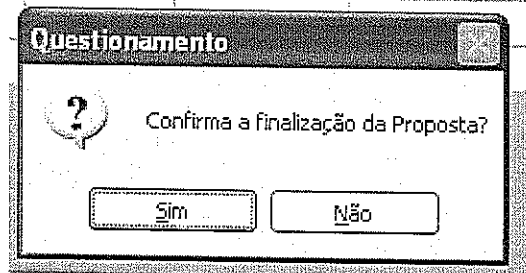 Questionamento
?
Confirma a finalização da Proposta?
Sim
Não